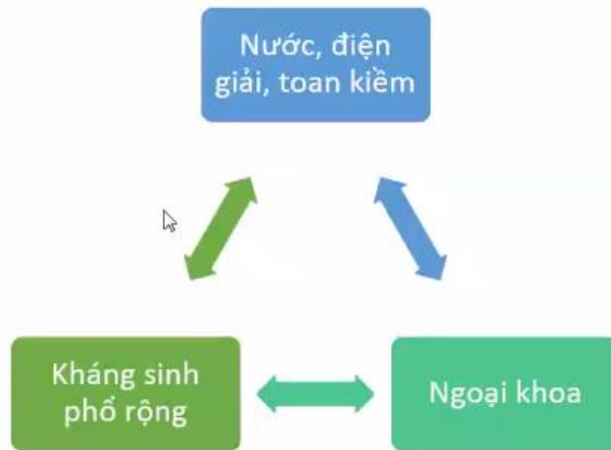 Nước, điện
giải, toan kiềm
Kháng sinh
phổ rộng
Ngoại khoa